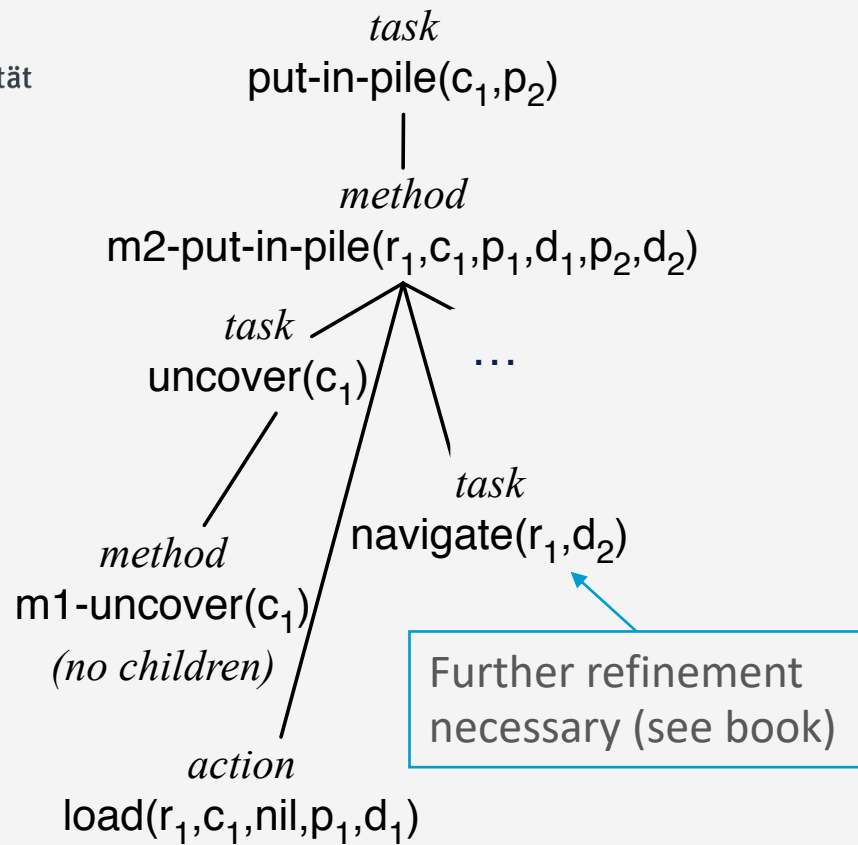 task
tät
put-in-pile(c₁,p₂)
method
m2-put-in-pile(r₁,c₁,p₁,d₁,p₂,d₂)
task
uncover(c₁)
…
task
navigate(r₁,d₂)
method
m1-uncover(c₁)
(no children)
Further refinement
necessary (see book)
action
load(r₁,c₁,nil,p₁,d₁)